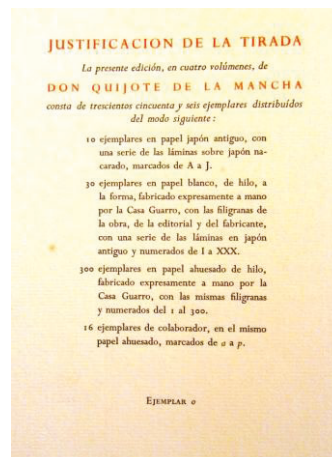 JUSTIFICACION DE LA TIRADA
La presente edición, en cuatro volúmenes, de
DON QUIJOTE DE LA MANCHA
consta de trescientos cincuenta y seis ejemplares distribuídos
del modo siguiente:
10 ejemplares en papel japón antiguo, con
una serie de las láminas sobre japón na-
carado, marcados de A a J.
30 ejemplares en papel blanco, de hilo, a
la forma, fabricado expresamente a mano
por la Casa Guarro, con las filigranas de
la obra, de la editorial y del fabricante,
con una serie de las láminas en japón
antiguo y numerados de I a XXX.
300 ejemplares en papel ahuesado de hilo,
fabricado expresamente a mano por la
Casa Guarro, con las mismas filigranas
y numerados del 1 al 300.
16 ejemplares de colaborador, en el mismo
papel ahuesado, marcados de a a p.
EJEMPLAR o